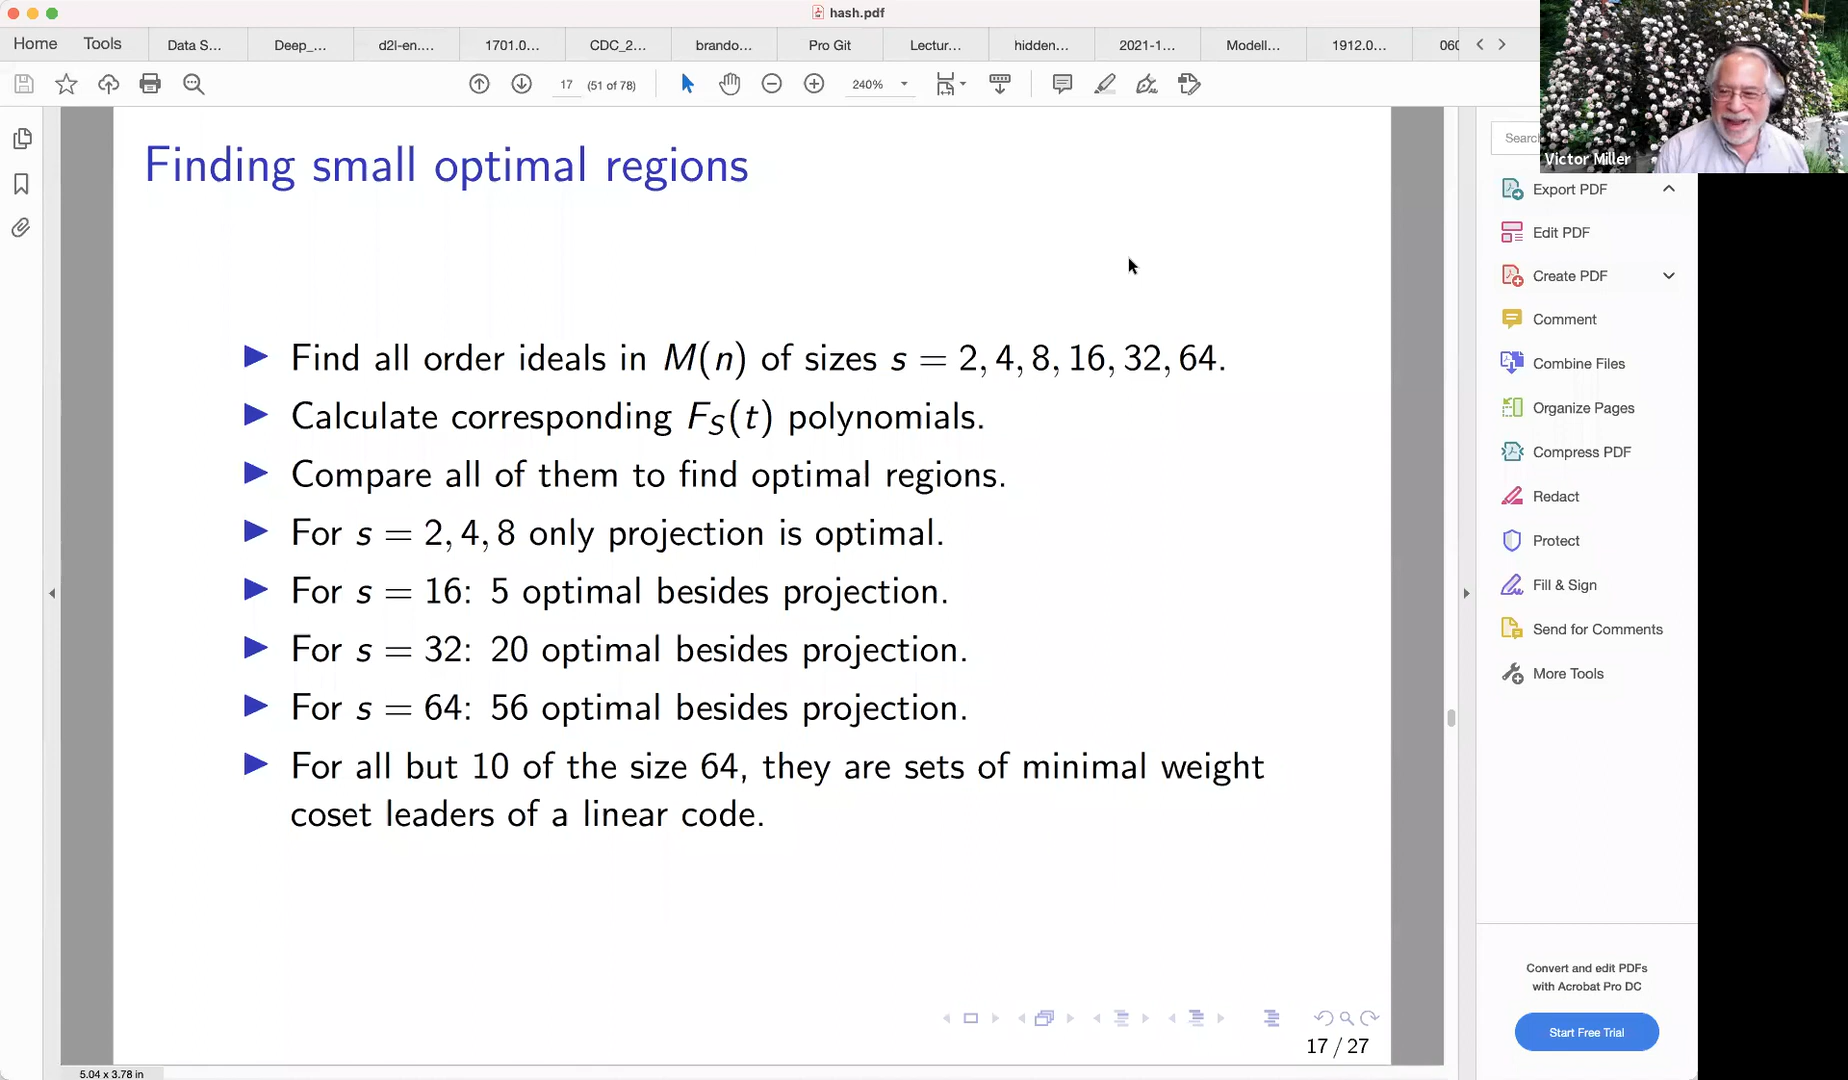 hash.pdf
Home Tools Data S... Deep_... d2l-en.... 1701.0... CDC_2... brando... Pro Git Lectur... hidden... 2021-1... Modell... 1912.0... 060
17 (51 of 78) 240%
Victor Miller
Finding small optimal regions
▶ Find all order ideals in M(n) of sizes s = 2, 4, 8, 16, 32, 64.
▶ Calculate corresponding F_S(t) polynomials.
▶ Compare all of them to find optimal regions.
▶ For s = 2, 4, 8 only projection is optimal.
▶ For s = 16: 5 optimal besides projection.
▶ For s = 32: 20 optimal besides projection.
▶ For s = 64: 56 optimal besides projection.
▶ For all but 10 of the size 64, they are sets of minimal weight
coset leaders of a linear code.
17 / 27
5.04 x 3.78 in
Export PDF
Edit PDF
Create PDF
Comment
Combine Files
Organize Pages
Compress PDF
Redact
Protect
Fill & Sign
Send for Comments
More Tools
Convert and edit PDFs
with Acrobat Pro DC
Start Free Trial